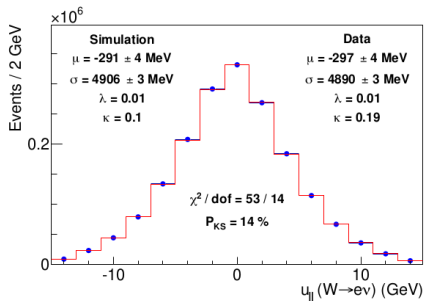 ×10⁶
Simulation
μ = -291 ± 4 MeV
σ = 4906 ± 3 MeV
λ = 0.01
κ = 0.1
Data
μ = -297 ± 4 MeV
σ = 4890 ± 3 MeV
λ = 0.01
κ = 0.19
Events / 2 GeV
0.2
0
χ² / dof = 53 / 14
P_KS = 14 %
-10 0 10
u_|| (W→eν) (GeV)